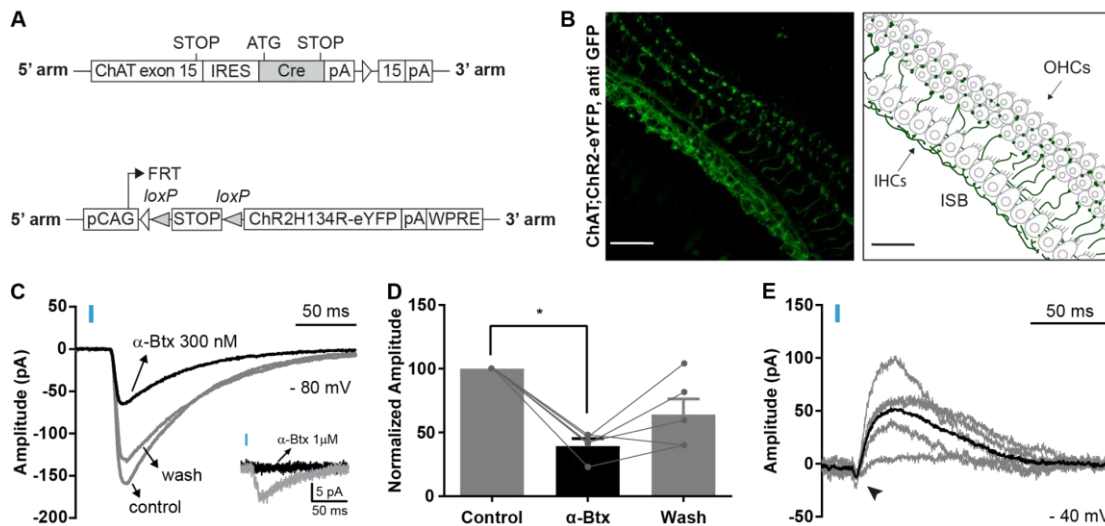 A
STOP ATG STOP
5' arm ChAT exon 15 IRES Cre pA 15 pA 3' arm
FRT
loxP loxP
5' arm pCAG STOP ChR2H134R-eYFP pA WPRE 3' arm
B
ChAT;ChR2-eYFP, anti GFP
OHCs
IHCs
ISB
C
50 ms
Amplitude (pA)
50
0
-50
-100
-150
-200
α-Btx 300 nM
- 80 mV
wash
control
α-Btx 1µM
5 pA
50 ms
D
Normalized Amplitude
150
100
50
0
*
Control α-Btx Wash
E
50 ms
Amplitude (pA)
150
100
50
0
-50
- 40 mV